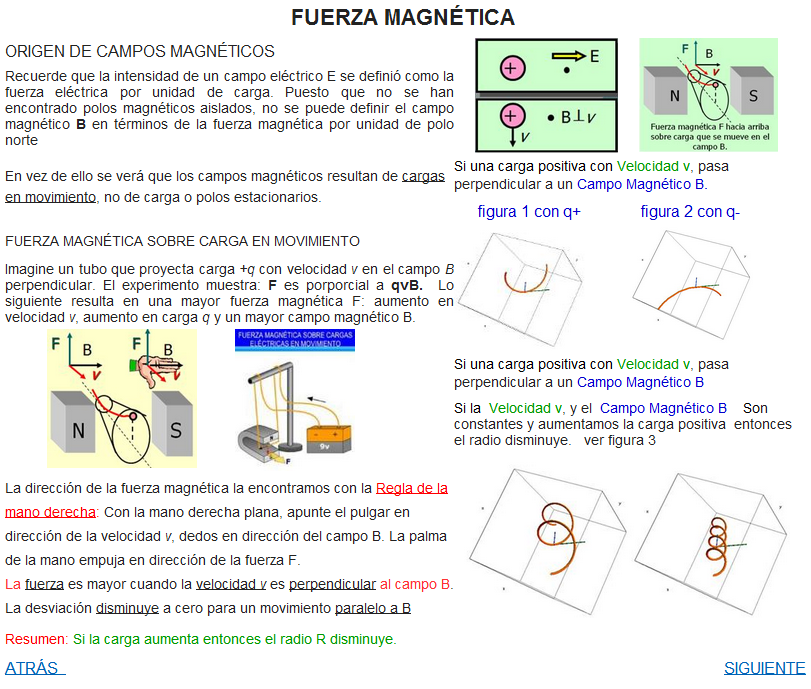 FUERZA MAGNÉTICA
ORIGEN DE CAMPOS MAGNÉTICOS
Recuerde que la intensidad de un campo eléctrico E se definió como la
fuerza eléctrica por unidad de carga. Puesto que no se han
encontrado polos magnéticos aislados, no se puede definir el campo
magnético B en términos de la fuerza magnética por unidad de polo
norte
En vez de ello se verá que los campos magnéticos resultan de cargas
en movimiento, no de carga o polos estacionarios.
FUERZA MAGNÉTICA SOBRE CARGA EN MOVIMIENTO
Imagine un tubo que proyecta carga +q con velocidad v en el campo B
perpendicular. El experimento muestra: F es porporcial a qvB. Lo
siguiente resulta en una mayor fuerza magnética F: aumento en
velocidad v, aumento en carga q y un mayor campo magnético B.
F
B
v
N
S
F
B
v
FUERZA MAGNÉTICA SOBRE CARGAS
ELÉCTRICAS EN MOVIMIENTO
9v
F
La dirección de la fuerza magnética la encontramos con la Regla de la
mano derecha: Con la mano derecha plana, apunte el pulgar en
dirección de la velocidad v, dedos en dirección del campo B. La palma
de la mano empuja en dirección de la fuerza F.
La fuerza es mayor cuando la velocidad v es perpendicular al campo B.
La desviación disminuye a cero para un movimiento paralelo a B
Resumen: Si la carga aumenta entonces el radio R disminuye.
ATRÁS
+ E
+ B⊥v
v
F
B
v
N
S
Fuerza magnética F hacia arriba
sobre carga que se mueve en el
campo B.
Si una carga positiva con Velocidad v, pasa
perpendicular a un Campo Magnético B.
figura 1 con q+ figura 2 con q-
Si una carga positiva con Velocidad v, pasa
perpendicular a un Campo Magnético B
Si la Velocidad v, y el Campo Magnético B Son
constantes y aumentamos la carga positiva entonces
el radio disminuye. ver figura 3
SIGUIENTE